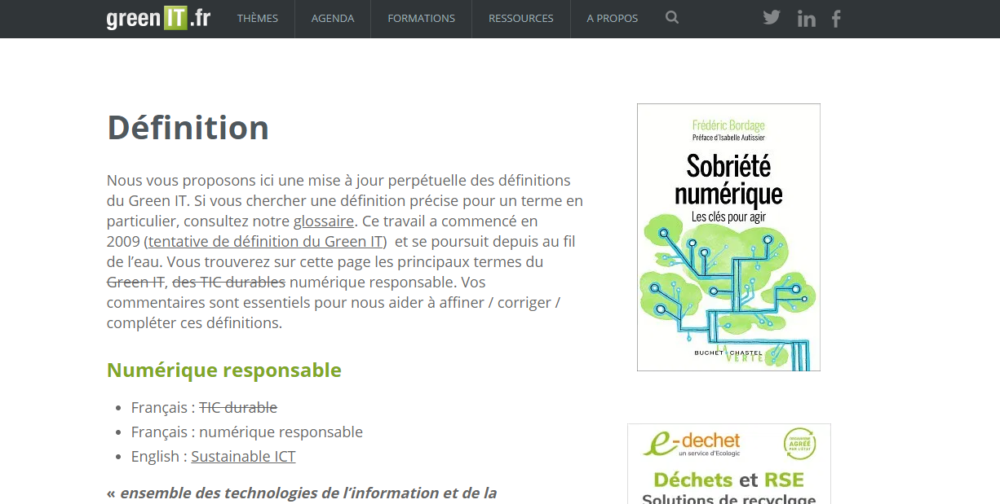 green IT .fr THÈMES AGENDA FORMATIONS RESSOURCES A PROPOS
Définition
Nous vous proposons ici une mise à jour perpétuelle des définitions
du Green IT. Si vous chercher une définition précise pour un terme en
particulier, consultez notre glossaire. Ce travail a commencé en
2009 (tentative de définition du Green IT) et se poursuit depuis au fil
de l’eau. Vous trouverez sur cette page les principaux termes du
Green IT, des TIC durables numérique responsable. Vos
commentaires sont essentiels pour nous aider à affiner / corriger /
compléter ces définitions.
Numérique responsable
• Français : TIC durable
• Français : numérique responsable
• English : Sustainable ICT
« ensemble des technologies de l’information et de la
Frédéric Bordage
Préface d'Isabelle Autissier
Sobriété
numérique
Les clés pour agir
BUCHET • CHASTEL
LA
VERTE
e-dechet
un service d'Ecologic
ORGANISME
AGRÉÉ
PAR L'ÉTAT
Déchets et RSE
Solutions de recyclage